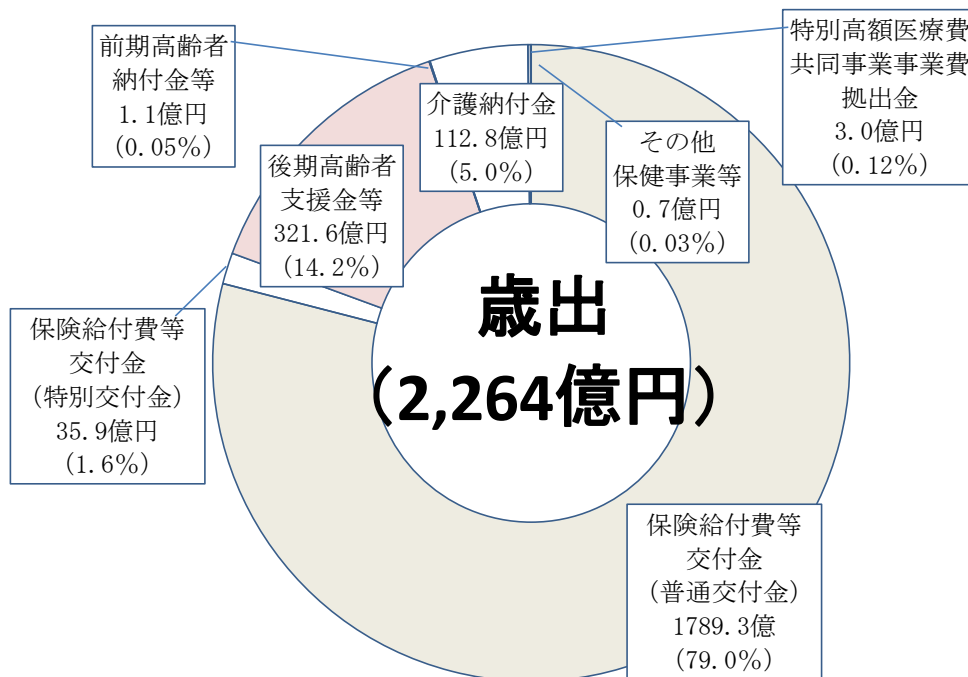 前期高齢者
納付金等
1.1億円
(0.05%)
介護納付金
112.8億円
(5.0%)
特別高額医療費
共同事業事業費
拠出金
3.0億円
(0.12%)
その他
保健事業等
0.7億円
(0.03%)
後期高齢者
支援金等
321.6億円
(14.2%)
歳出
(2,264億円)
保険給付費等
交付金
(特別交付金)
35.9億円
(1.6%)
保険給付費等
交付金
(普通交付金)
1789.3億
(79.0%)